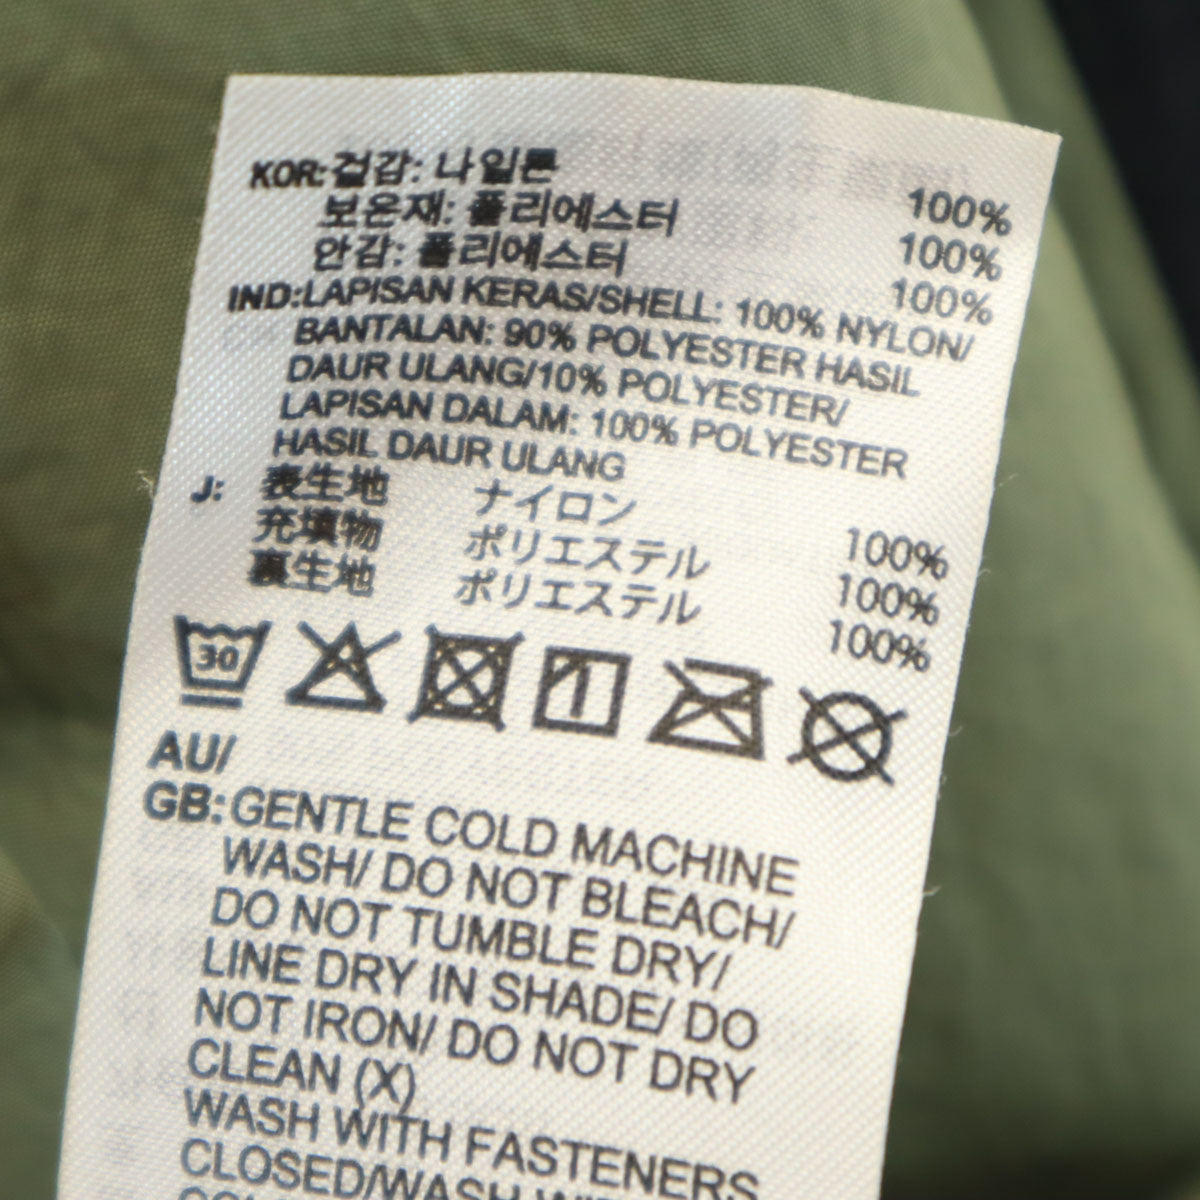 KOR: 겉감: 나일론 100%
보온재: 폴리에스터 100%
안감: 폴리에스터 100%
IND: LAPISAN KERAS/SHELL: 100% NYLON/
BANTALAN: 90% POLYESTER HASIL
DAUR ULANG/10% POLYESTER/
LAPISAN DALAM: 100% POLYESTER
HASIL DAUR ULANG
J: 表生地 ナイロン 100%
充填物 ポリエステル 100%
裏生地 ポリエステル 100%
30
AU/
GB: GENTLE COLD MACHINE
WASH/ DO NOT BLEACH/
DO NOT TUMBLE DRY/
LINE DRY IN SHADE/ DO
NOT IRON/ DO NOT DRY
CLEAN (X)
WASH WITH FASTENERS
CLOSED/WASH